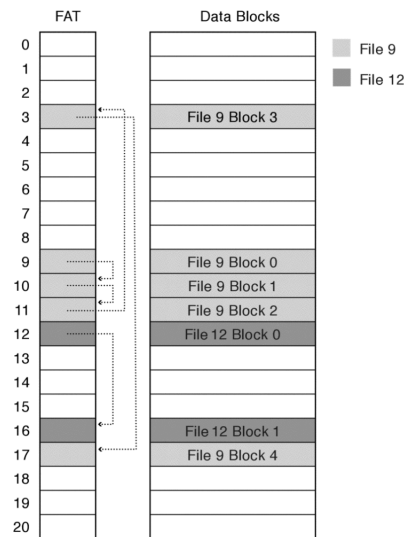 FAT Data Blocks
0
1
2
3 File 9 Block 3
4
5
6
7
8
9 File 9 Block 0
10 File 9 Block 1
11 File 9 Block 2
12 File 12 Block 0
13
14
15
16 File 12 Block 1
17 File 9 Block 4
18
19
20
File 9
File 12